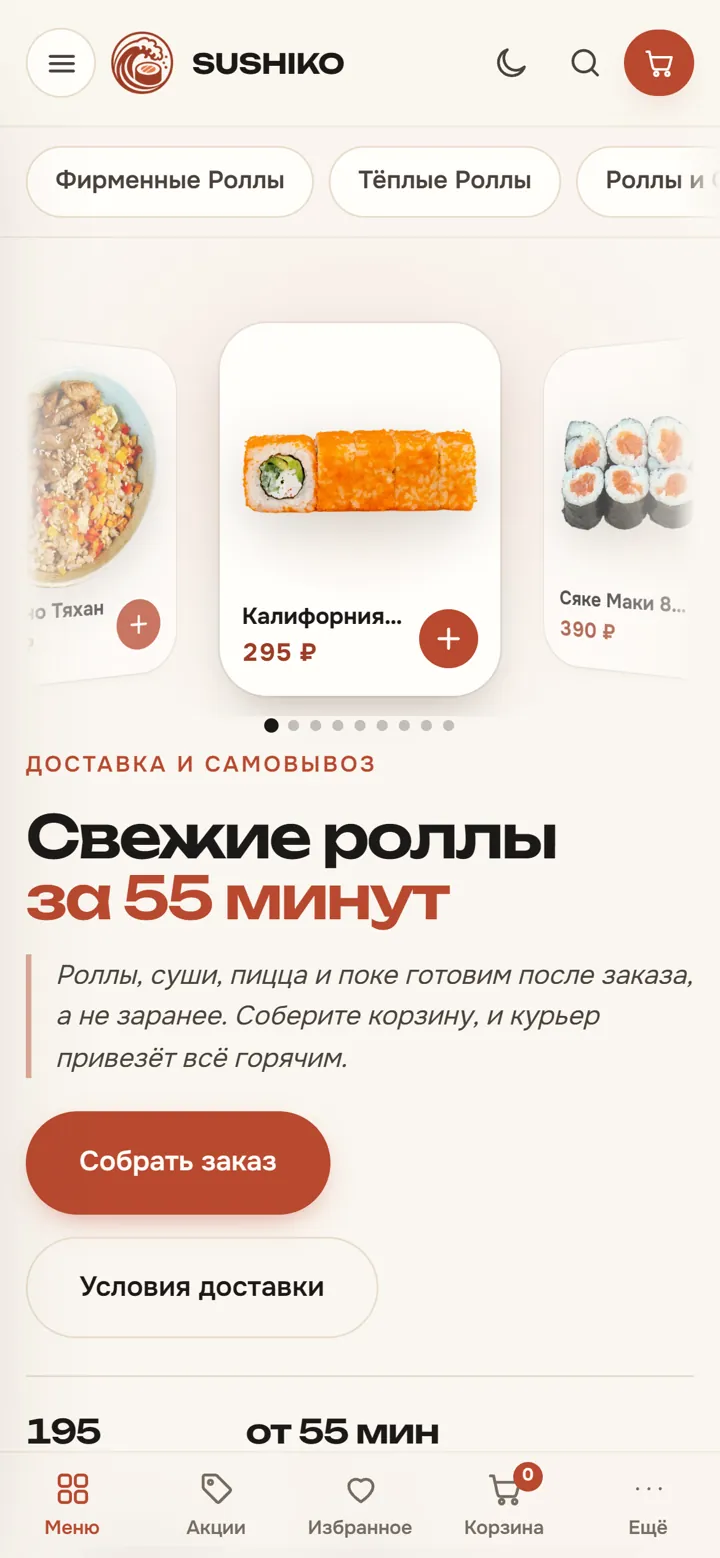 SUSHIKO
Фирменные Роллы
Тёплые Роллы
Роллы и
Тяхан
Калифорния...
295 ₽
Сяке Маки 8...
390 ₽
ДОСТАВКА И САМОВЫВОЗ
Свежие роллы
за 55 минут
Роллы, суши, пицца и поке готовим после заказа,
а не заранее. Соберите корзину, и курьер
привезёт всё горячим.
Собрать заказ
Условия доставки
195
от 55 мин
0
Меню
Акции
Избранное
Корзина
Ещё